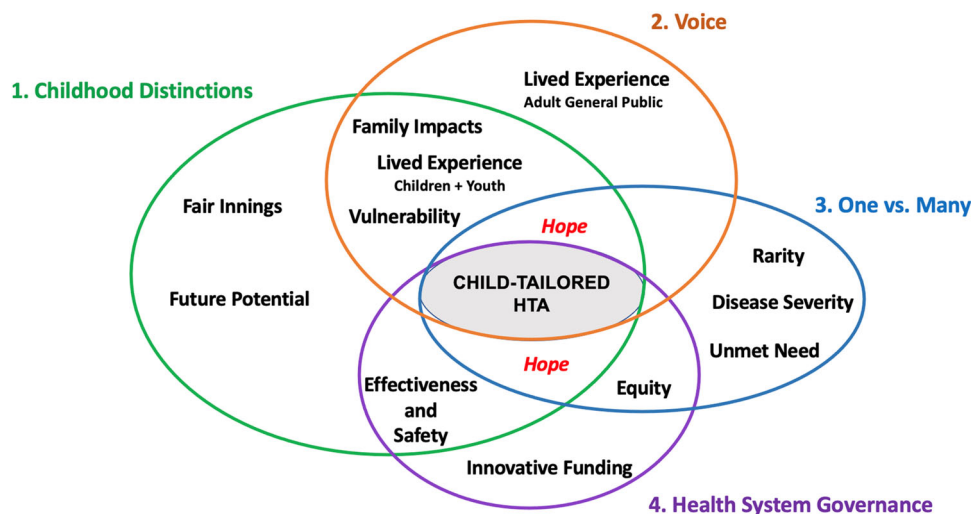 2. Voice
1. Childhood Distinctions
Lived Experience
Adult General Public
Family Impacts
Lived Experience
Children + Youth
Vulnerability
Fair Innings
Hope
3. One vs. Many
Rarity
CHILD-TAILORED
HTA
Future Potential
Disease Severity
Unmet Need
Hope
Effectiveness
and
Safety
Equity
Innovative Funding
4. Health System Governance